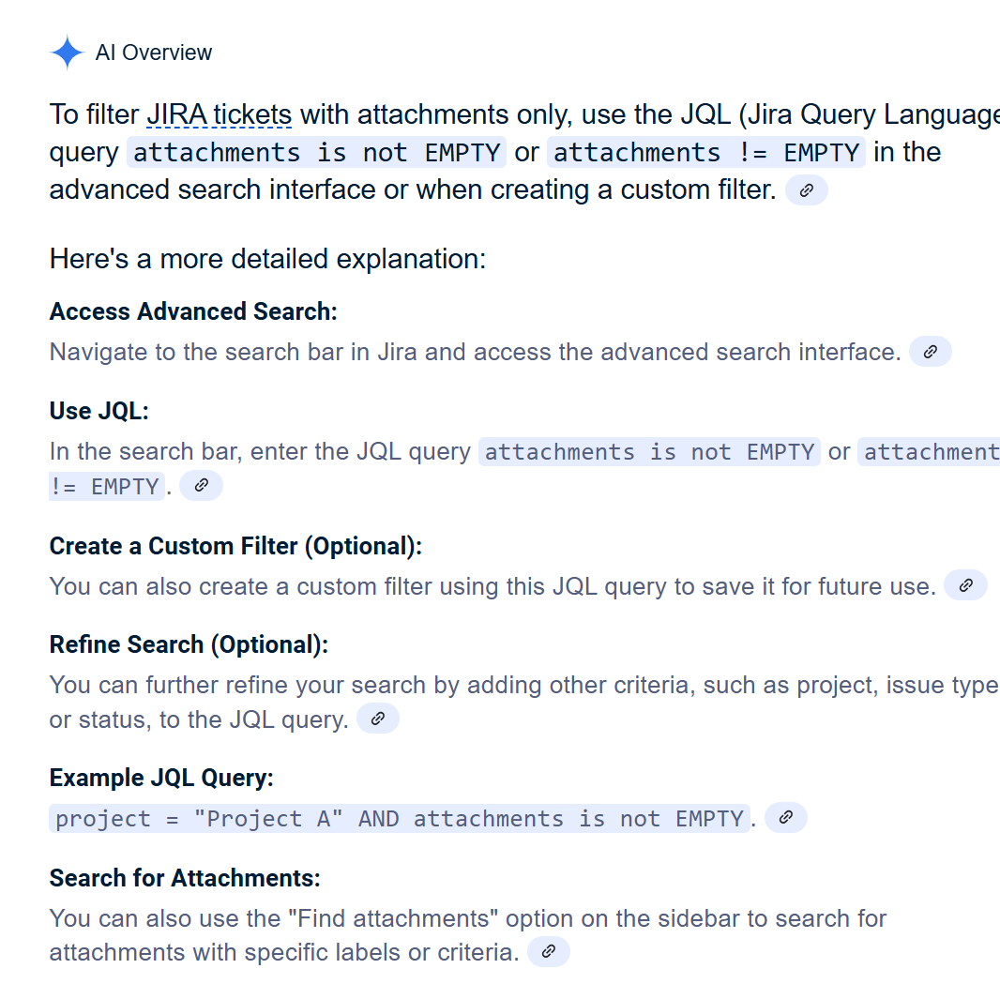 AI Overview
To filter JIRA tickets with attachments only, use the JQL (Jira Query Language
query attachments is not EMPTY or attachments != EMPTY in the
advanced search interface or when creating a custom filter.
Here's a more detailed explanation:
Access Advanced Search:
Navigate to the search bar in Jira and access the advanced search interface.
Use JQL:
In the search bar, enter the JQL query attachments is not EMPTY or attachment
!= EMPTY.
Create a Custom Filter (Optional):
You can also create a custom filter using this JQL query to save it for future use.
Refine Search (Optional):
You can further refine your search by adding other criteria, such as project, issue type
or status, to the JQL query.
Example JQL Query:
project = "Project A" AND attachments is not EMPTY.
Search for Attachments:
You can also use the "Find attachments" option on the sidebar to search for
attachments with specific labels or criteria.